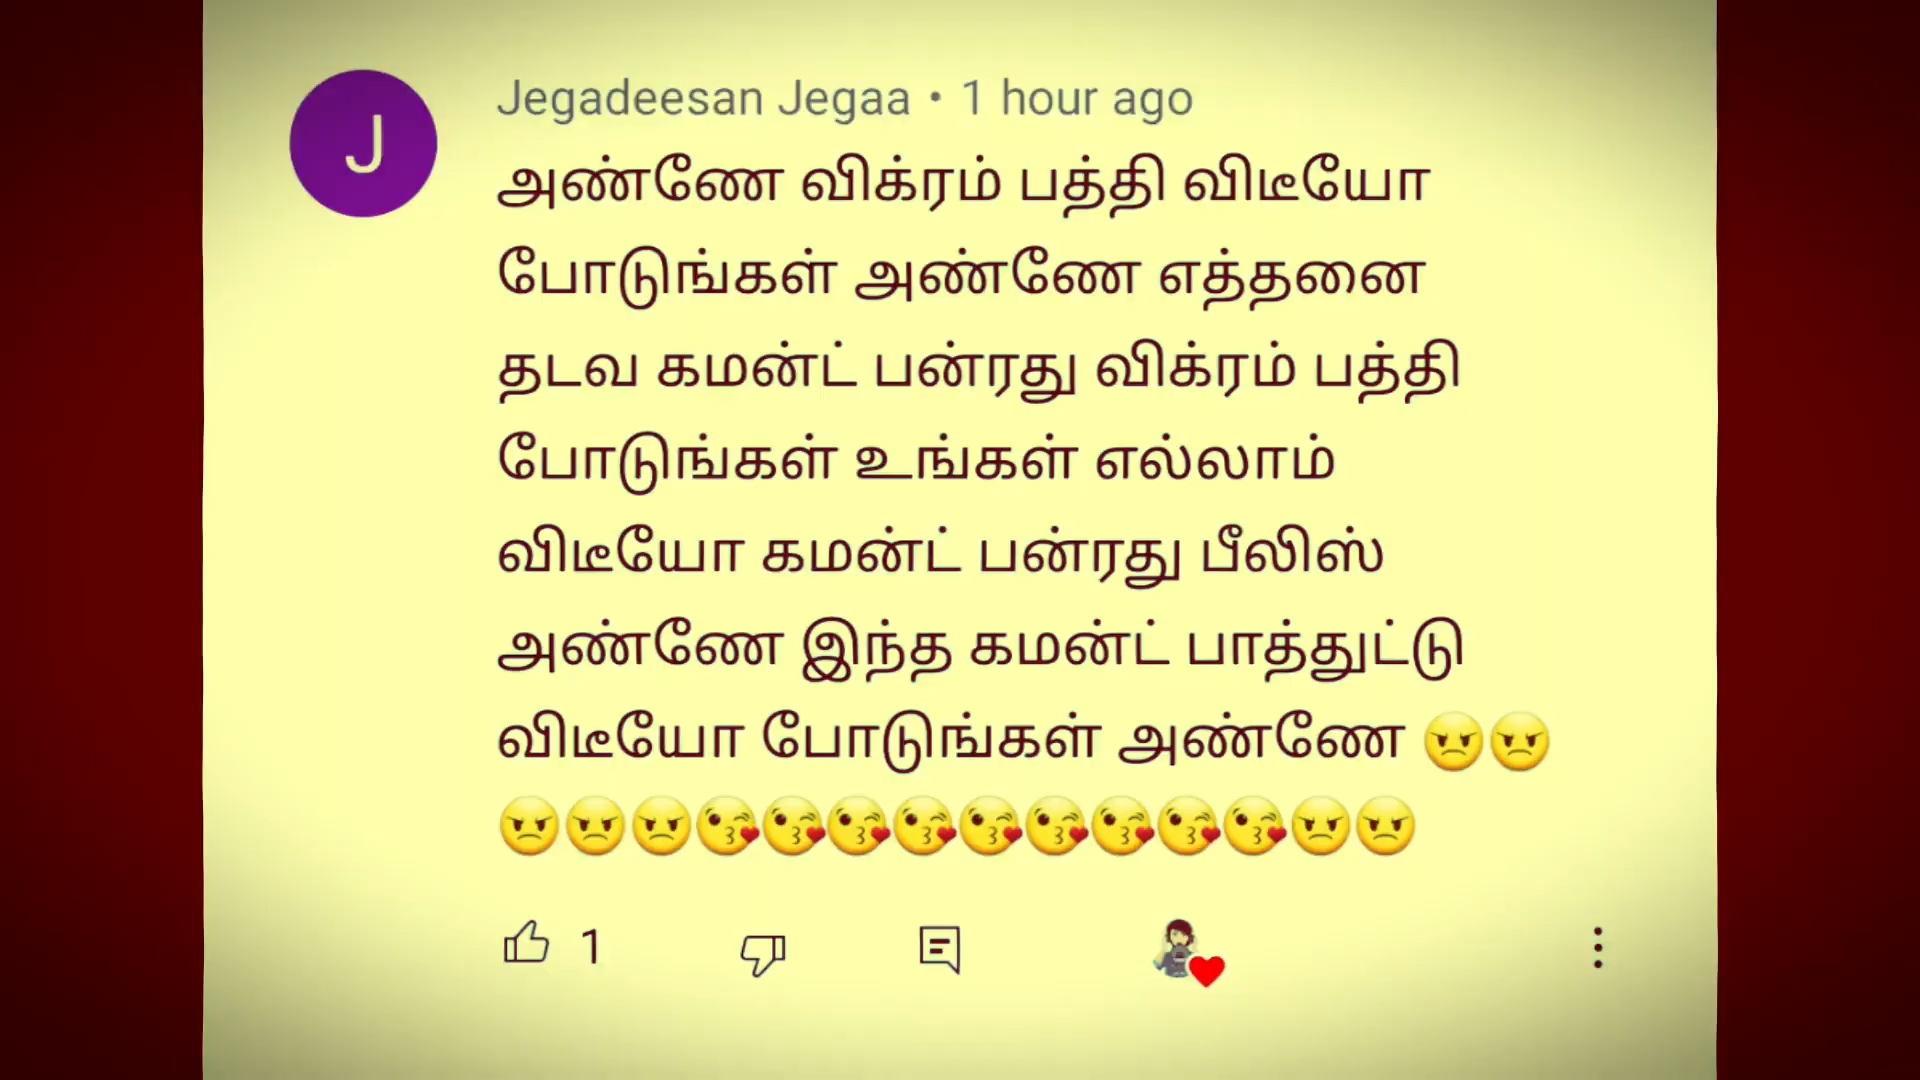 J
Jegadeesan Jegaa • 1 hour ago
அண்ணே விக்ரம் பத்தி விடீயோ
போடுங்கள் அண்ணே எத்தனை
தடவ கமன்ட் பன்ரது விக்ரம் பத்தி
போடுங்கள் உங்கள் எல்லாம்
விடீயோ கமன்ட் பன்ரது பீலிஸ்
அண்ணே இந்த கமன்ட் பாத்துட்டு
விடீயோ போடுங்கள் அண்ணே 😠😠
😠😠😠😘😘😘😘😘😘😘😘😘😠😠
1